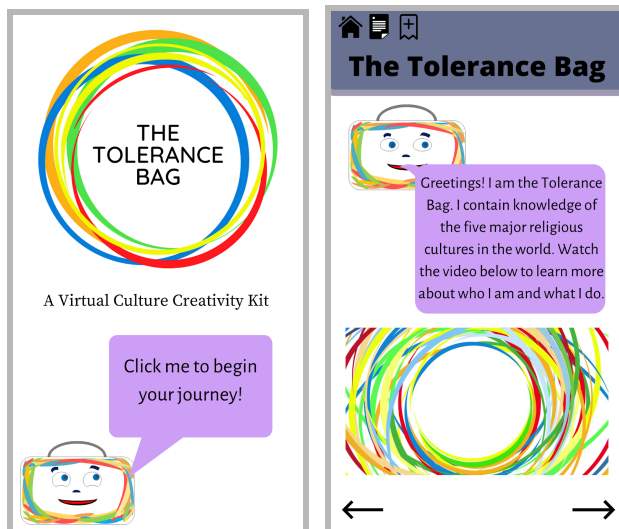 THE
TOLERANCE
BAG
A Virtual Culture Creativity Kit
Click me to begin
your journey!
The Tolerance Bag
Greetings! I am the Tolerance
Bag. I contain knowledge of
the five major religious
cultures in the world. Watch
the video below to learn more
about who I am and what I do.